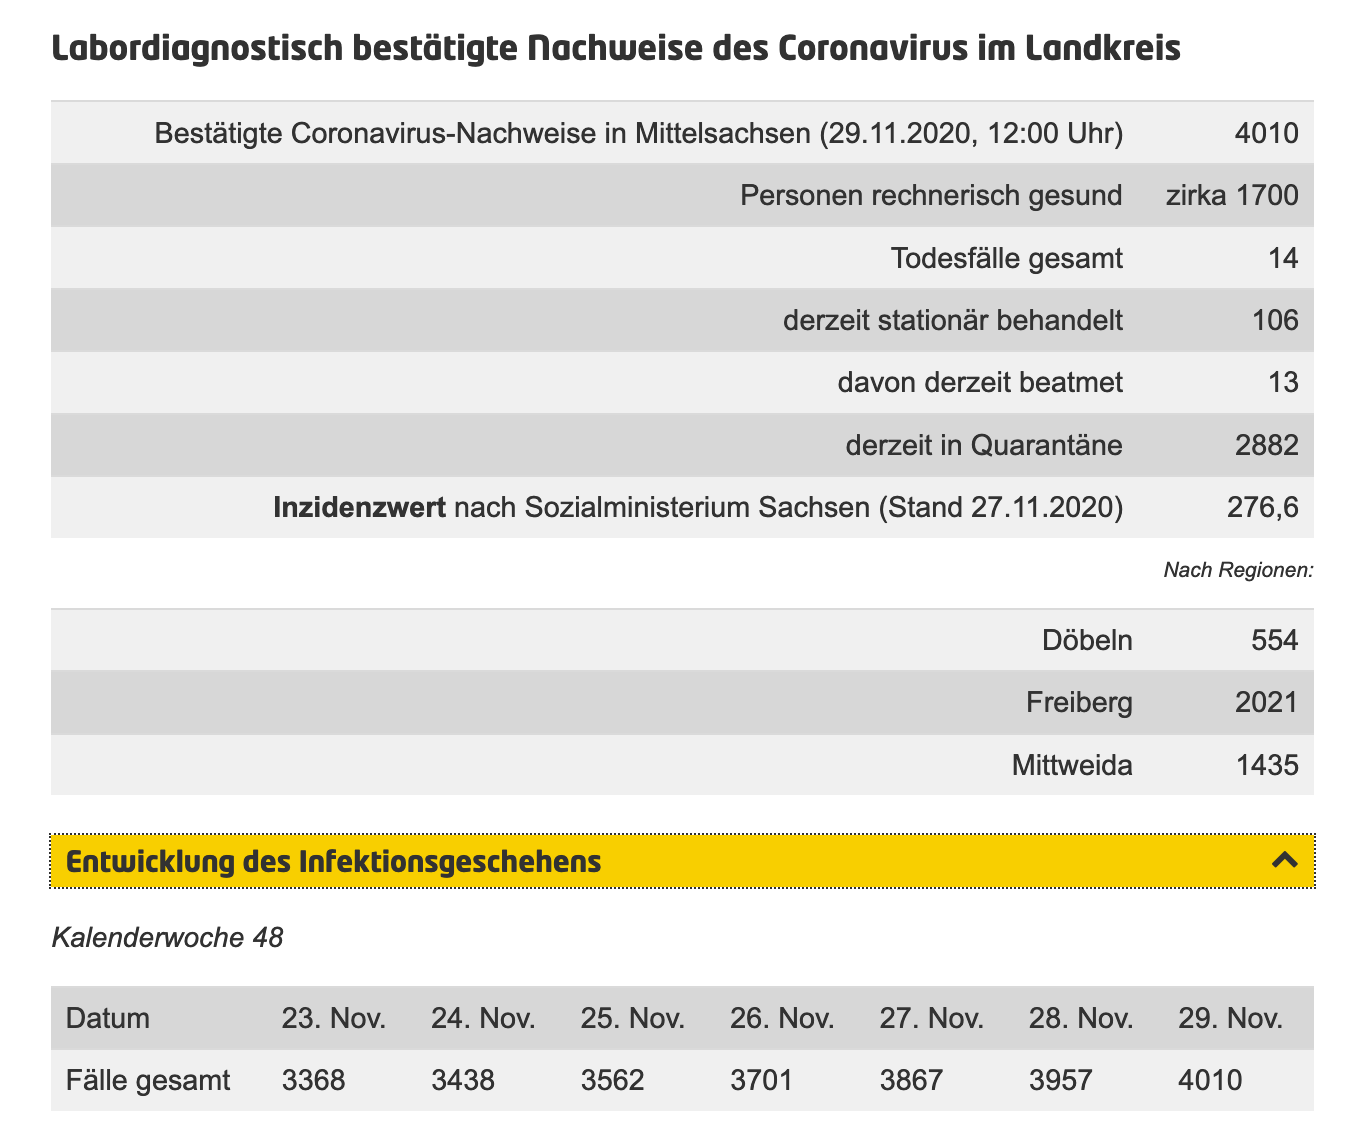 Labordiagnostisch bestätigte Nachweise des Coronavirus im Landkreis
Bestätigte Coronavirus-Nachweise in Mittelsachsen (29.11.2020, 12:00 Uhr) 4010
Personen rechnerisch gesund zirka 1700
Todesfälle gesamt 14
derzeit stationär behandelt 106
davon derzeit beatmet 13
derzeit in Quarantäne 2882
Inzidenzwert nach Sozialministerium Sachsen (Stand 27.11.2020) 276,6
Nach Regionen:
Döbeln 554
Freiberg 2021
Mittweida 1435
Entwicklung des Infektionsgeschehens
Kalenderwoche 48
Datum 23. Nov. 24. Nov. 25. Nov. 26. Nov. 27. Nov. 28. Nov. 29. Nov.
Fälle gesamt 3368 3438 3562 3701 3867 3957 4010